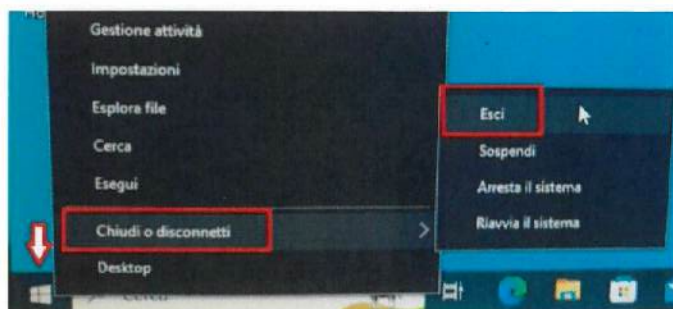 Gestione attività
Impostazioni
Esplora file
Cerca
Esegui
Chiudi o disconnetti
Desktop
Esci
Sospendi
Arresta il sistema
Riavvia il sistema